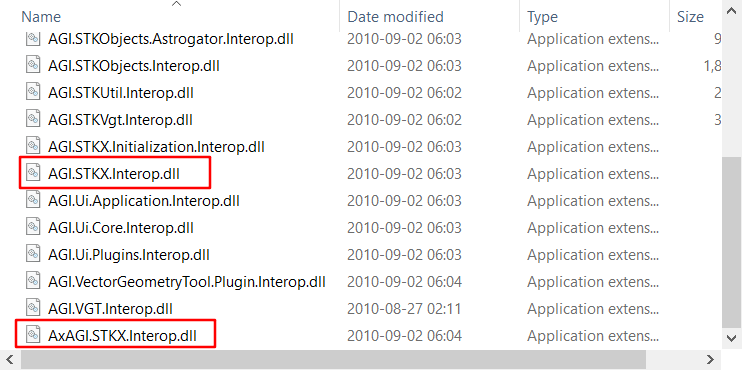 Name Date modified Type Size
AGI.STKObjects.Astrogator.Interop.dll 2010-09-02 06:03 Application extens... 9
AGI.STKObjects.Interop.dll 2010-09-02 06:03 Application extens... 1,8
AGI.STKUtil.Interop.dll 2010-09-02 06:02 Application extens... 2
AGI.STKVgt.Interop.dll 2010-09-02 06:02 Application extens... 3
AGI.STKX.Initialization.Interop.dll 2010-09-02 06:03 Application extens...
AGI.STKX.Interop.dll 2010-09-02 06:03 Application extens...
AGI.Ui.Application.Interop.dll 2010-09-02 06:03 Application extens...
AGI.Ui.Core.Interop.dll 2010-09-02 06:03 Application extens...
AGI.Ui.Plugins.Interop.dll 2010-09-02 06:03 Application extens...
AGI.VectorGeometryTool.Plugin.Interop.dll 2010-09-02 06:04 Application extens...
AGI.VGT.Interop.dll 2010-08-27 02:11 Application extens...
AxAGI.STKX.Interop.dll 2010-09-02 06:04 Application extens...